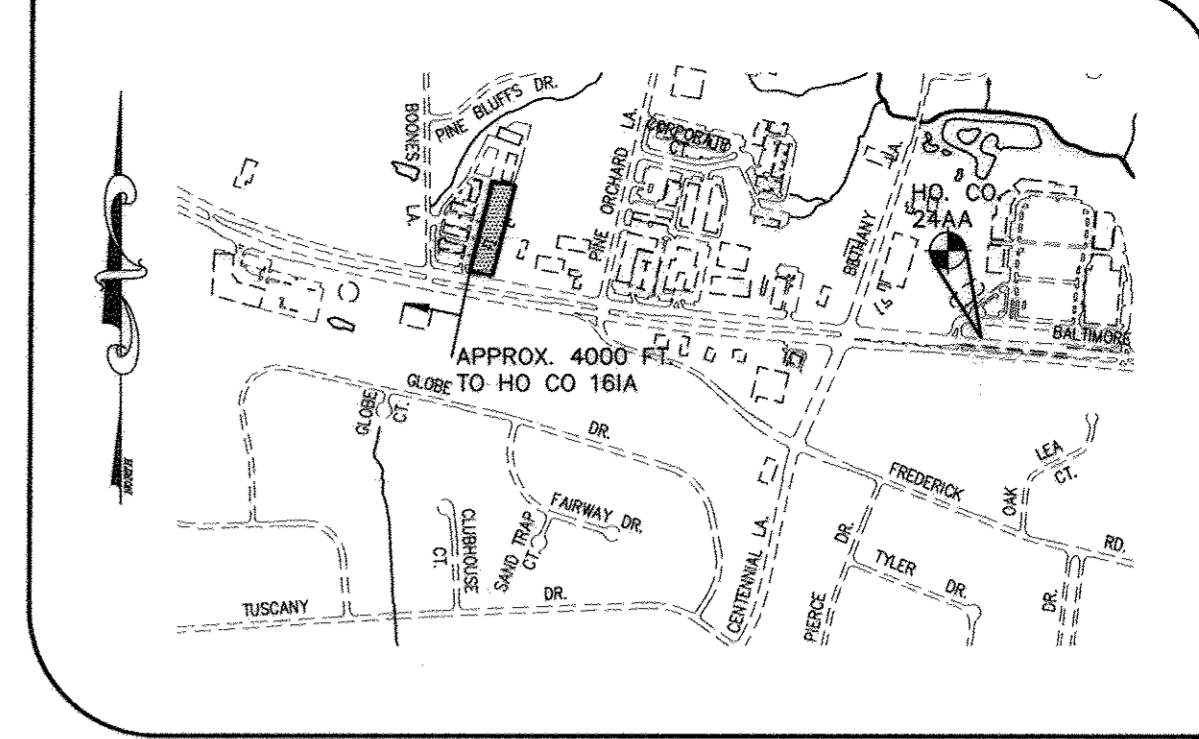 BOONES
LA.
PINE BLUFFS DR.
PINE ORCHARD LA.
CORPORATE
CT.
BETHANY LA.
HO. CO.
24AA
BALTIMORE
APPROX. 4000 FT.
TO HO CO 16IA
GLOBE DR.
GLOBE
CT.
FAIRWAY DR.
SAND TRAP
CT.
CLUBHOUSE
CT.
TUSCANY DR.
CENTENNIAL LA.
FREDERICK RD.
OAK LEA
CT.
TYLER DR.
PIERCE DR.
DR.